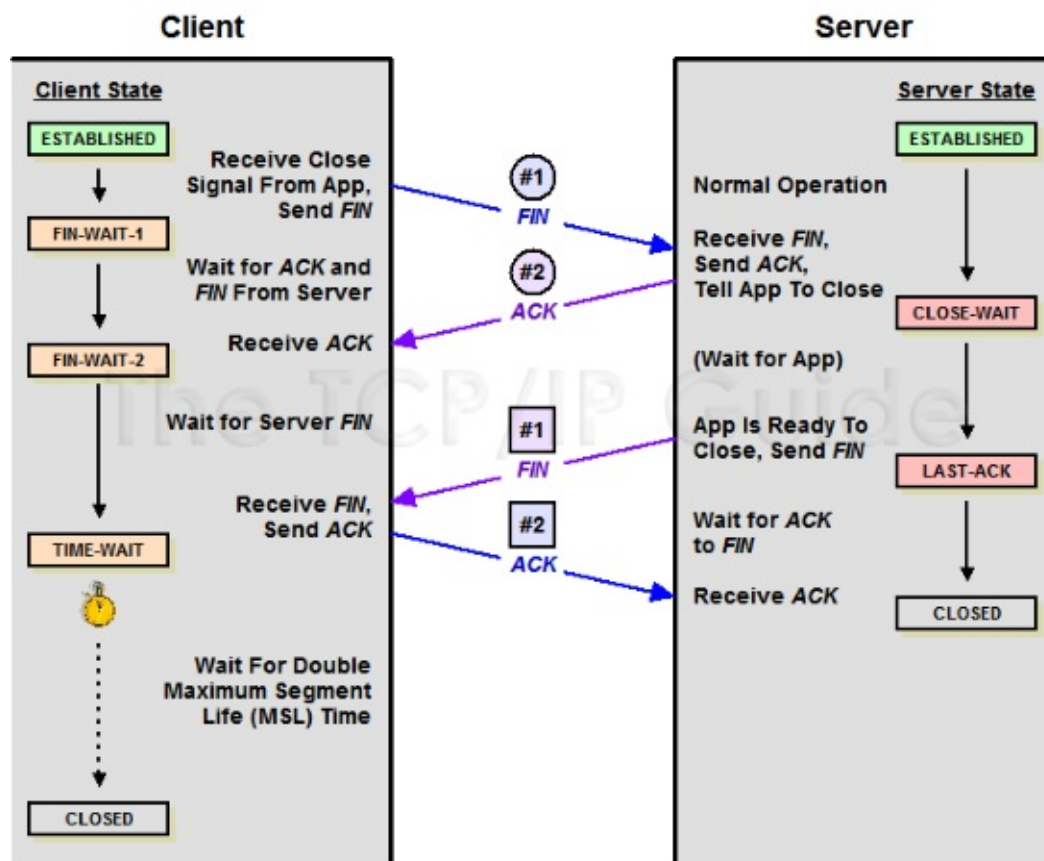 Client
Server
Client State
Server State
ESTABLISHED
ESTABLISHED
Receive Close
Signal From App,
Send FIN
#1
FIN
Normal Operation
FIN-WAIT-1
Receive FIN,
Send ACK,
Tell App To Close
Wait for ACK and
FIN From Server
#2
ACK
CLOSE-WAIT
Receive ACK
FIN-WAIT-2
(Wait for App)
The TCP/IP Guide
Wait for Server FIN
#1
FIN
App Is Ready To
Close, Send FIN
LAST-ACK
Receive FIN,
Send ACK
#2
ACK
Wait for ACK
to FIN
TIME-WAIT
Receive ACK
CLOSED
Wait For Double
Maximum Segment
Life (MSL) Time
CLOSED